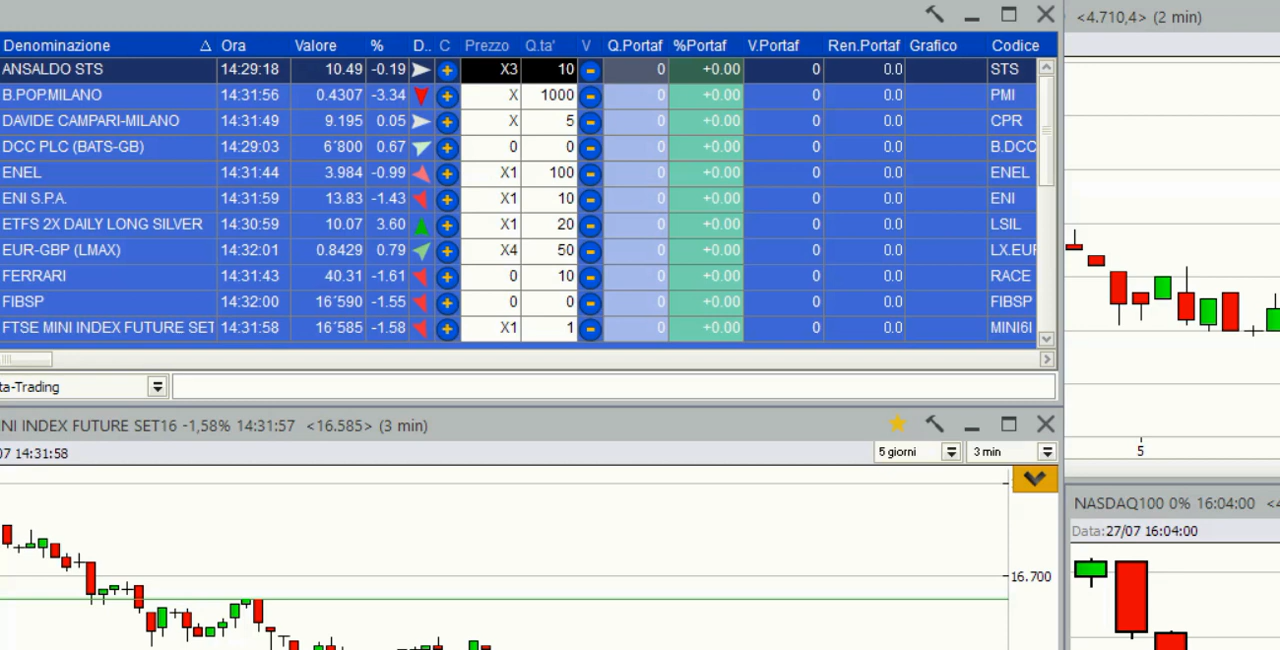 <4.710,4> (2 min)
Denominazione Ora Valore % D.. C Prezzo Q.ta' V Q.Portaf %Portaf V.Portaf Ren.Portaf Grafico Codice
ANSALDO STS 14:29:18 10.49 -0.19 X3 10 0 +0.00 0 0.0 STS
B.POP.MILANO 14:31:56 0.4307 -3.34 X 1000 0 +0.00 0 0.0 PMI
DAVIDE CAMPARI-MILANO 14:31:49 9.195 0.05 X 5 0 +0.00 0 0.0 CPR
DCC PLC (BATS-GB) 14:29:03 6´800 0.67 0 0 0 +0.00 0 0.0 B.DCC
ENEL 14:31:44 3.984 -0.99 X1 100 0 +0.00 0 0.0 ENEL
ENI S.P.A. 14:31:59 13.83 -1.43 X1 10 0 +0.00 0 0.0 ENI
ETFS 2X DAILY LONG SILVER 14:30:59 10.07 3.60 X1 20 0 +0.00 0 0.0 LSIL
EUR-GBP (LMAX) 14:32:01 0.8429 0.79 X4 50 0 +0.00 0 0.0 LX.EUR
FERRARI 14:31:43 40.31 -1.61 0 10 0 +0.00 0 0.0 RACE
FIBSP 14:32:00 16´590 -1.55 0 0 0 +0.00 0 0.0 FIBSP
FTSE MINI INDEX FUTURE SET 14:31:58 16´585 -1.58 X1 1 0 +0.00 0 0.0 MINI6I
ta-Trading
NI INDEX FUTURE SET16 -1,58% 14:31:57 <16.585> (3 min)
07 14:31:58 5 giorni 3 min
16.700
5
NASDAQ100 0% 16:04:00 <4
Data:27/07 16:04:00